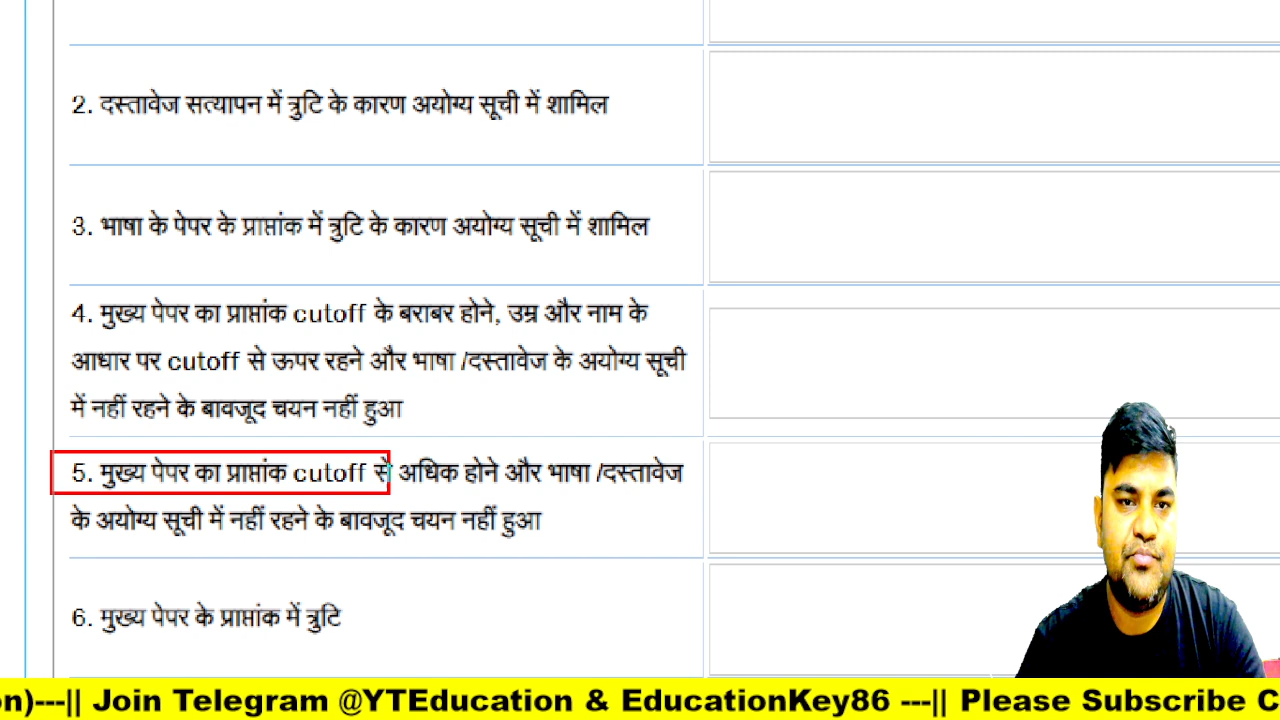 2. दस्तावेज सत्यापन में त्रुटि के कारण अयोग्य सूची में शामिल
3. भाषा के पेपर के प्राप्तांक में त्रुटि के कारण अयोग्य सूची में शामिल
4. मुख्य पेपर का प्राप्तांक cutoff के बराबर होने, उम्र और नाम के
आधार पर cutoff से ऊपर रहने और भाषा /दस्तावेज के अयोग्य सूची
में नहीं रहने के बावजूद चयन नहीं हुआ
5. मुख्य पेपर का प्राप्तांक cutoff से अधिक होने और भाषा /दस्तावेज
के अयोग्य सूची में नहीं रहने के बावजूद चयन नहीं हुआ
6. मुख्य पेपर के प्राप्तांक में त्रुटि
on)---|| Join Telegram @YTEducation & EducationKey86 ---|| Please Subscribe C